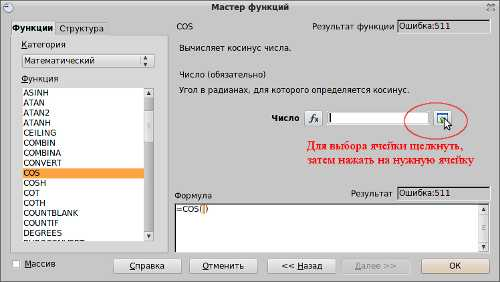 Мастер функций
Функции Структура
Категория
Математический
Функция
ASINH
ATAN
ATAN2
ATANH
CEILING
COMBIN
COMBINA
CONVERT
COS
COSH
COT
COTH
COUNTBLANK
COUNTIF
DEGREES
COS
Результат функции Ошибка:511
Вычисляет косинус числа.
Число (обязательно)
Угол в радианах, для которого определяется косинус.
Число fx
Для выбора ячейки щелкнуть,
затем нажать на нужную ячейку
Формула
Результат Ошибка:511
=COS()
Массив
Справка Отменить << Назад Далее >> ОК